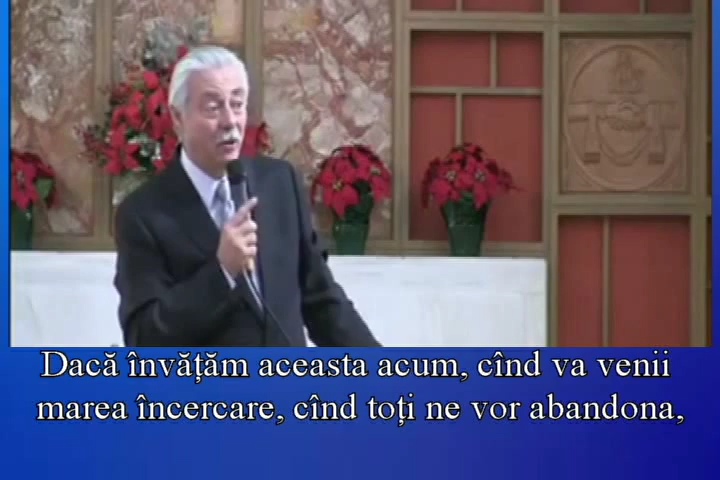 Dacă învățăm aceasta acum, cînd va venii
marea încercare, cînd toți ne vor abandona,